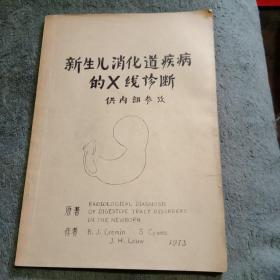 新生儿消化道疾病
的X线诊断
供内部参攷
原著 RADIOLOGICAL DIAGNOSIS
OF DIGESTIVE TRACT DISORDERS
IN THE NEWBORN
作者 B. J. Cremin S Cywes
J. H. Louw 1973